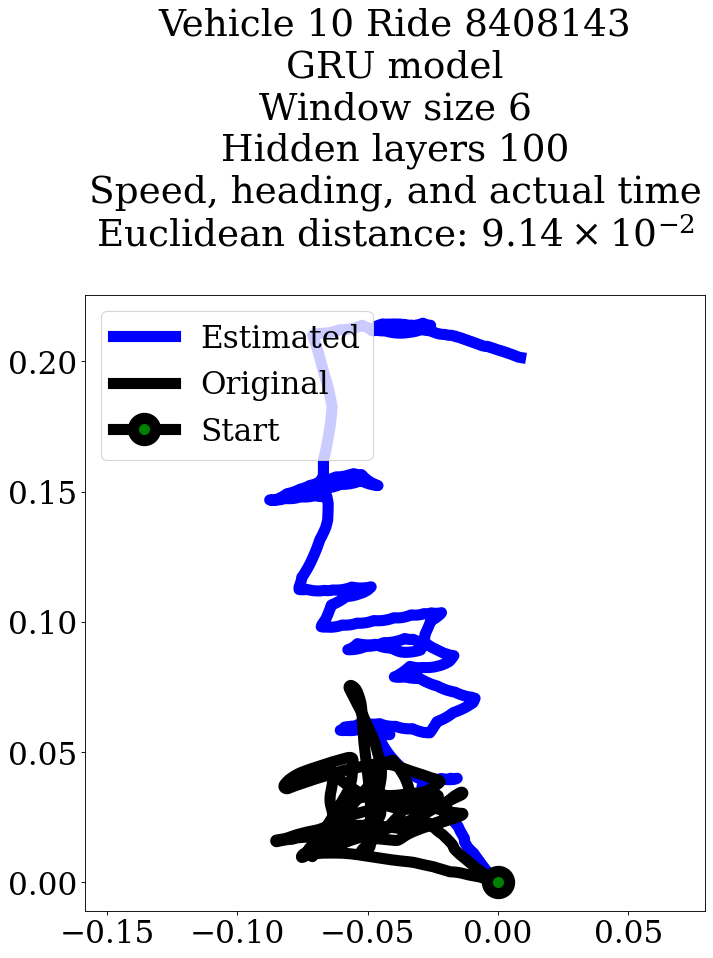 Vehicle 10 Ride 8408143
GRU model
Window size 6
Hidden layers 100
Speed, heading, and actual time
Euclidean distance: 9.14 × 10⁻²
Estimated
Original
Start
0.20
0.15
0.10
0.05
0.00
−0.15 −0.10 −0.05 0.00 0.05